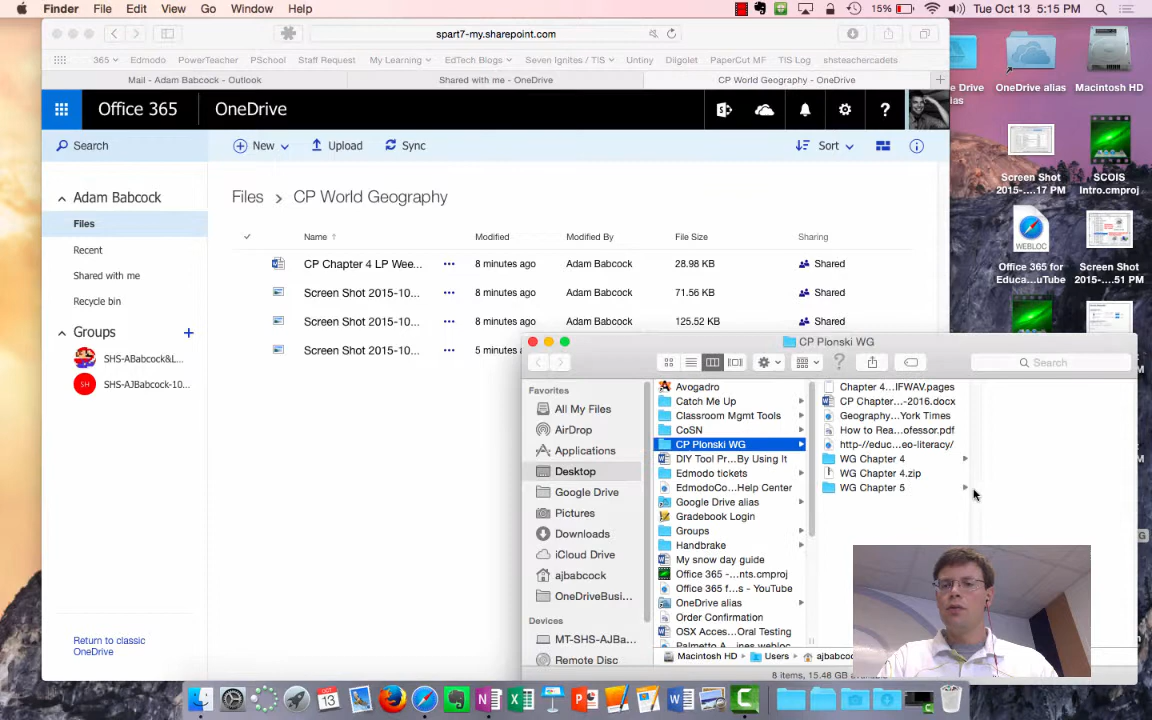 Finder File Edit View Go Window Help 15% Tue Oct 13 5:15 PM
spart7-my.sharepoint.com
365 Edmodo PowerTeacher PSchool Staff Request My Learning EdTech Blogs Seven Ignites / TIS Untiny Diigolet PaperCut MF TIS Log shsteachercadets
Mail - Adam Babcock - Outlook Shared with me - OneDrive CP World Geography - OneDrive
Office 365 OneDrive
Search New Upload Sync Sort
Adam Babcock
Files
Recent
Shared with me
Recycle bin
Groups
SHS-ABabcock&L...
SHS-AJBabcock-10...
Return to classic
OneDrive
Files > CP World Geography
Name Modified Modified By File Size Sharing
CP Chapter 4 LP Wee... 8 minutes ago Adam Babcock 28.98 KB Shared
Screen Shot 2015-10... 8 minutes ago Adam Babcock 71.56 KB Shared
Screen Shot 2015-10... 8 minutes ago Adam Babcock 125.52 KB Shared
Screen Shot 2015-10... 5 minutes
CP Plonski WG
Search
Favorites
All My Files
AirDrop
Applications
Desktop
Google Drive
Pictures
Downloads
iCloud Drive
ajbabcock
OneDriveBusi...
Devices
MT-SHS-AJBa...
Remote Disc
Avogadro
Catch Me Up
Classroom Mgmt Tools
CoSN
CP Plonski WG
DIY Tool Pr...By Using It
Edmodo tickets
EdmodoCo...Help Center
Google Drive alias
Gradebook Login
Groups
Handbrake
My snow day guide
Office 365 -...nts.cmproj
Office 365 f...s - YouTube
OneDrive alias
Order Confirmation
OSX Acces...Oral Testing
Palmetto A...ines.webloc
Chapter 4...IFWAV.pages
CP Chapter...-2016.docx
Geography...York Times
How to Rea...ofessor.pdf
http://educ...eo-literacy/
WG Chapter 4
WG Chapter 4.zip
WG Chapter 5
Macintosh HD Users ajbabcoc
8 items, 15.48 GB available
Drive
alias
OneDrive alias
Macintosh HD
Screen Shot
2015-....17 PM
SCOIS
Intro.cmproj
WEBLOC
Office 365 for
Educa...uTube
Screen Shot
2015-....51 PM
13